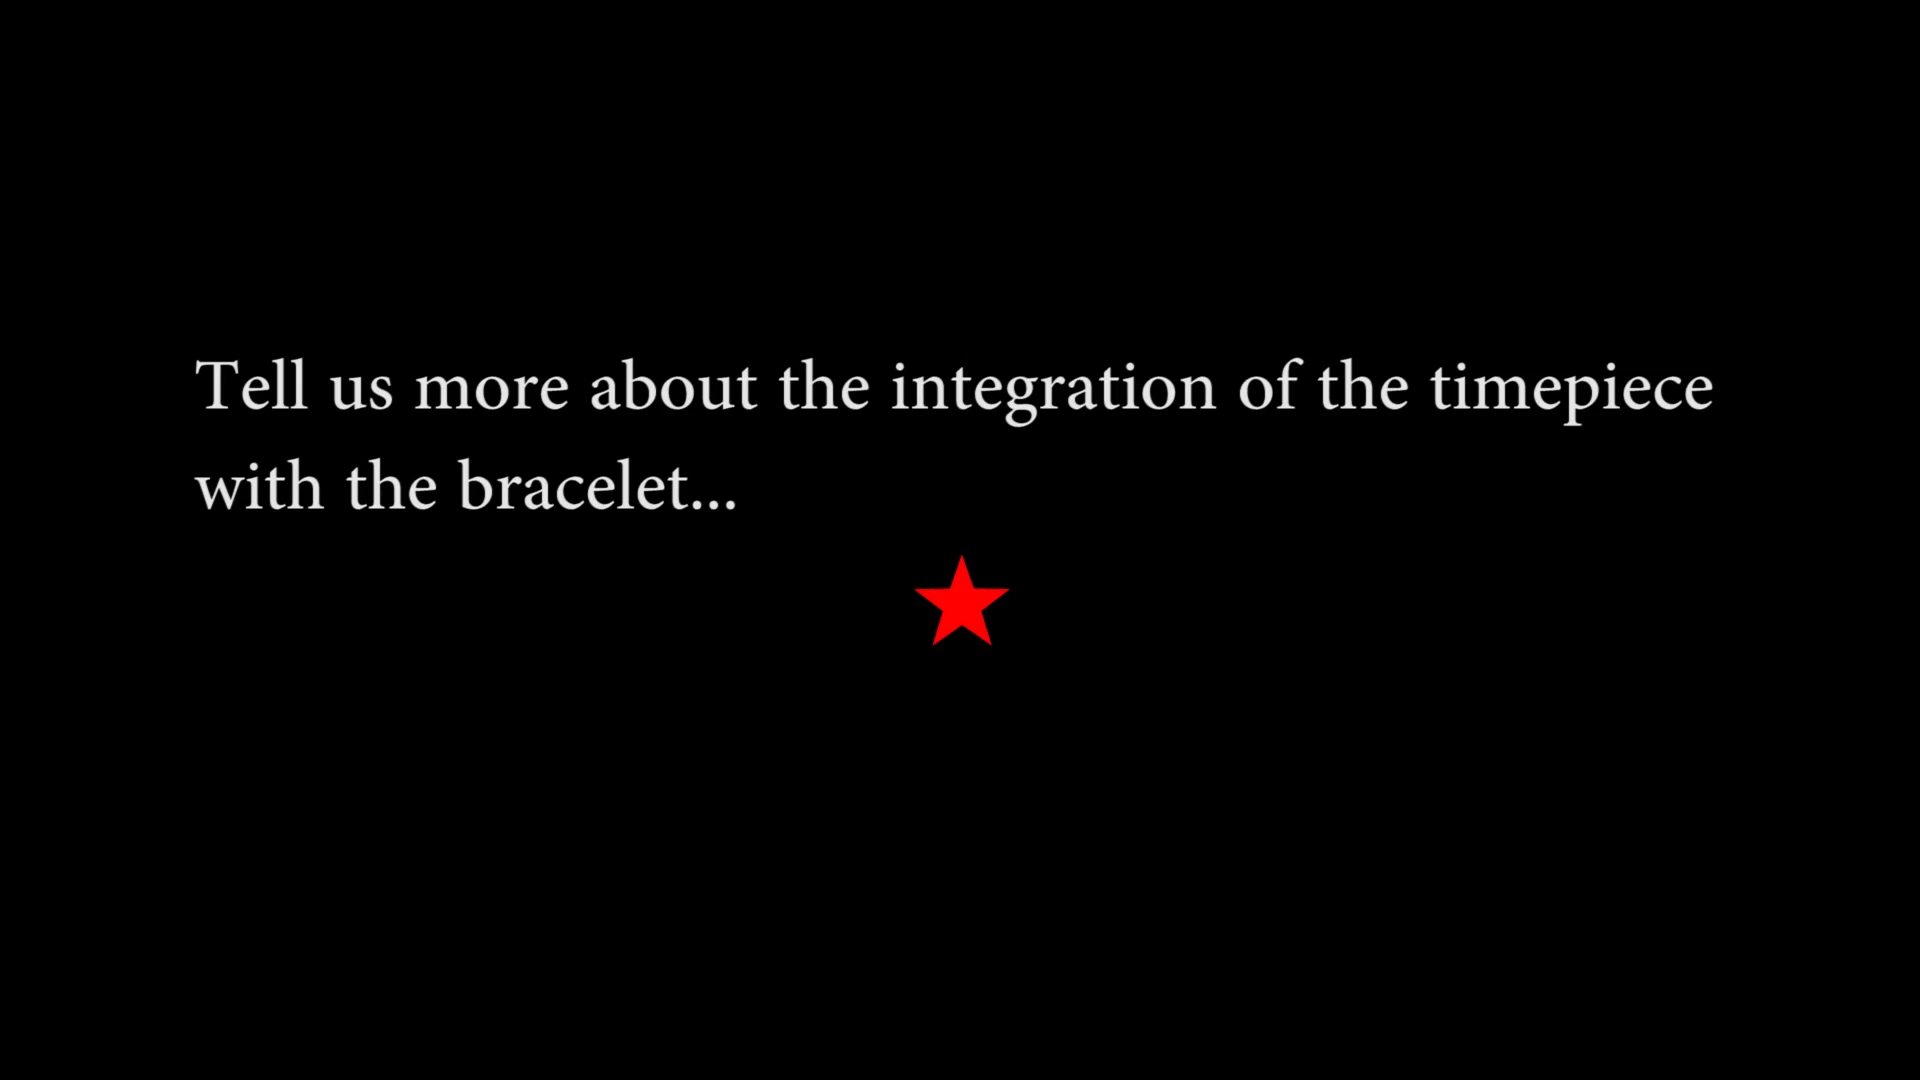 Tell us more about the integration of the timepiece
with the bracelet...